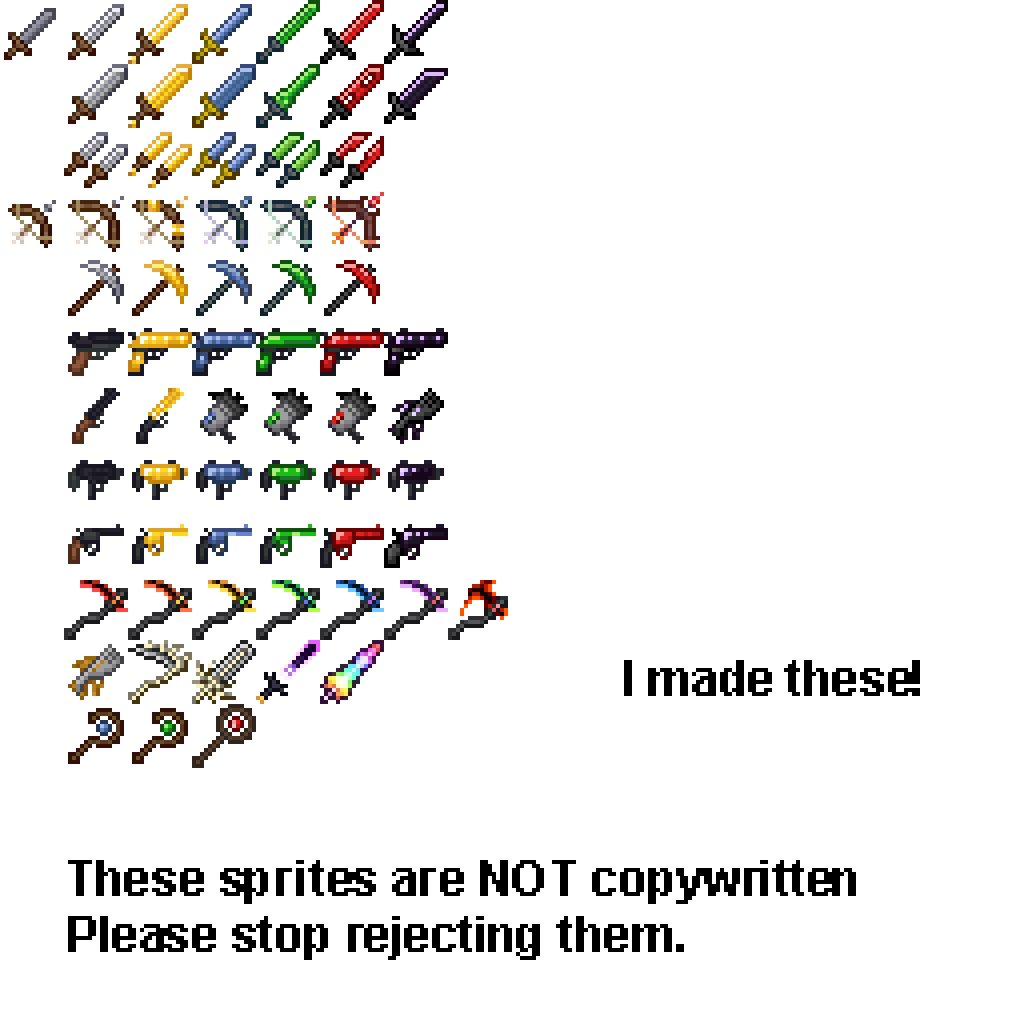 I made these!
These sprites are NOT copywritten
Please stop rejecting them.